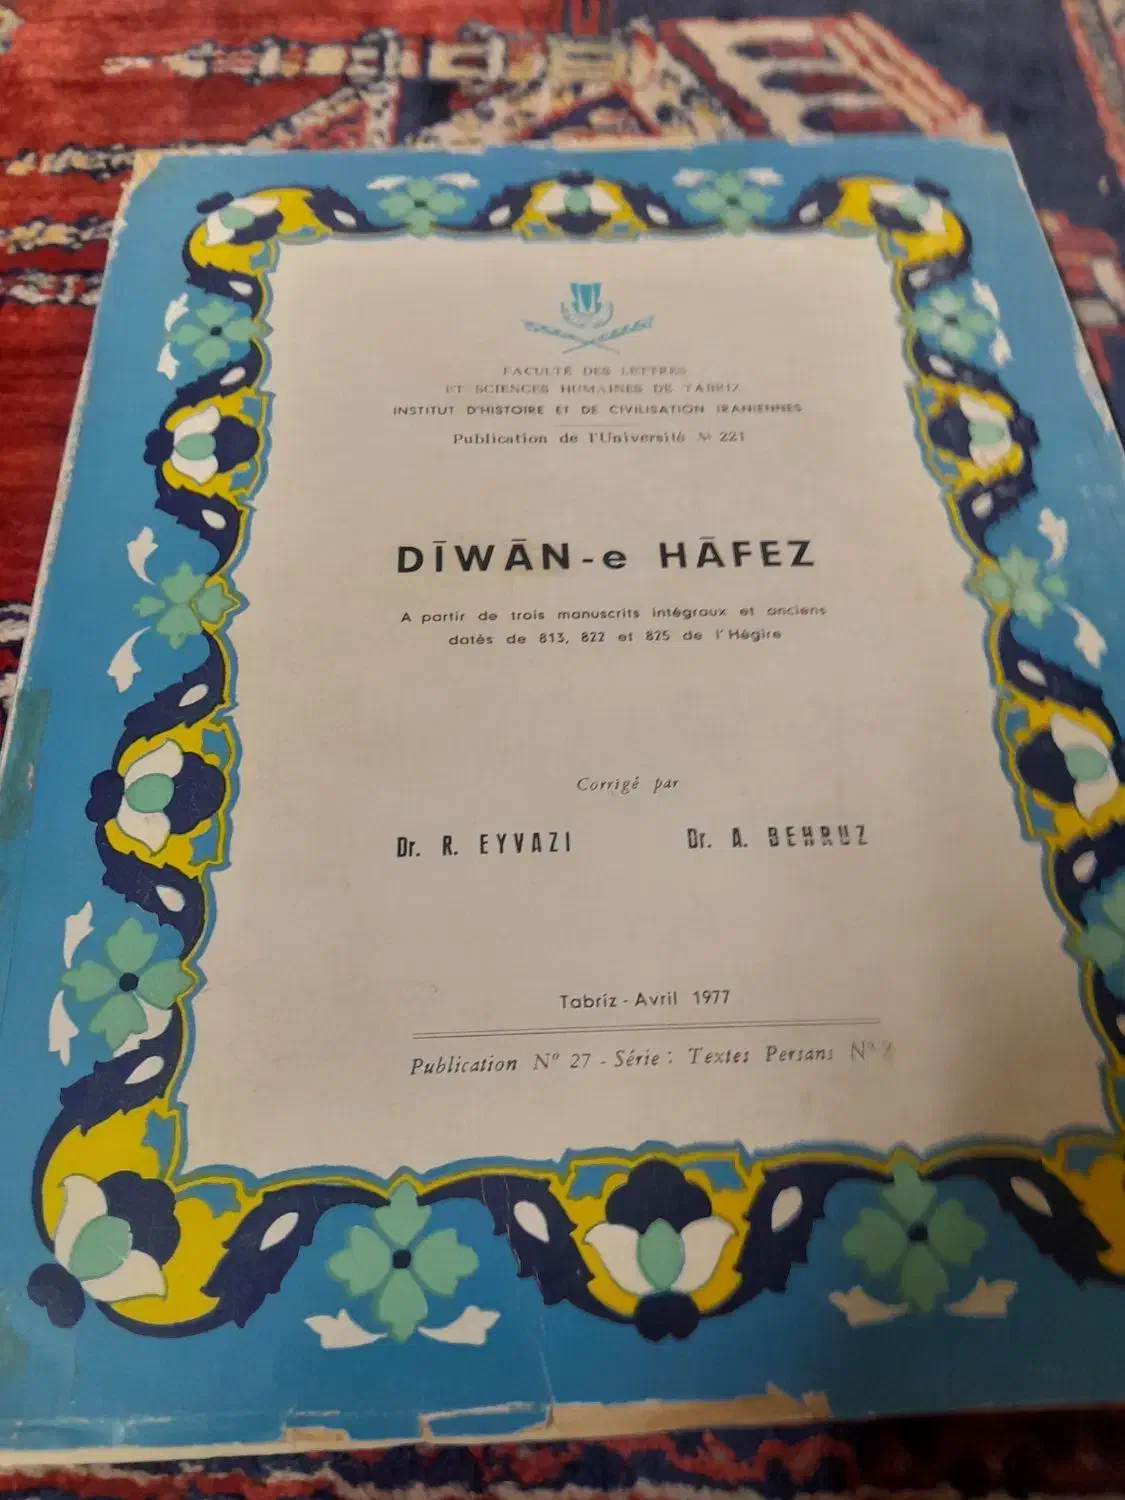 FACULTÉ DES LETTRES
ET SCIENCES HUMAINES DE TABRIZ
INSTITUT D'HISTOIRE ET DE CIVILISATION IRANIENNES
Publication de l'Université № 221
DĪWĀN-e HĀFEZ
A partir de trois manuscrits intégraux et anciens
datés de 813, 822 et 825 de l'Hégire
Corrigé par
Dr. R. EYVAZI Dr. A. BEHRUZ
Tabriz - Avril 1977
Publication N° 27 - Série : Textes Persans N°